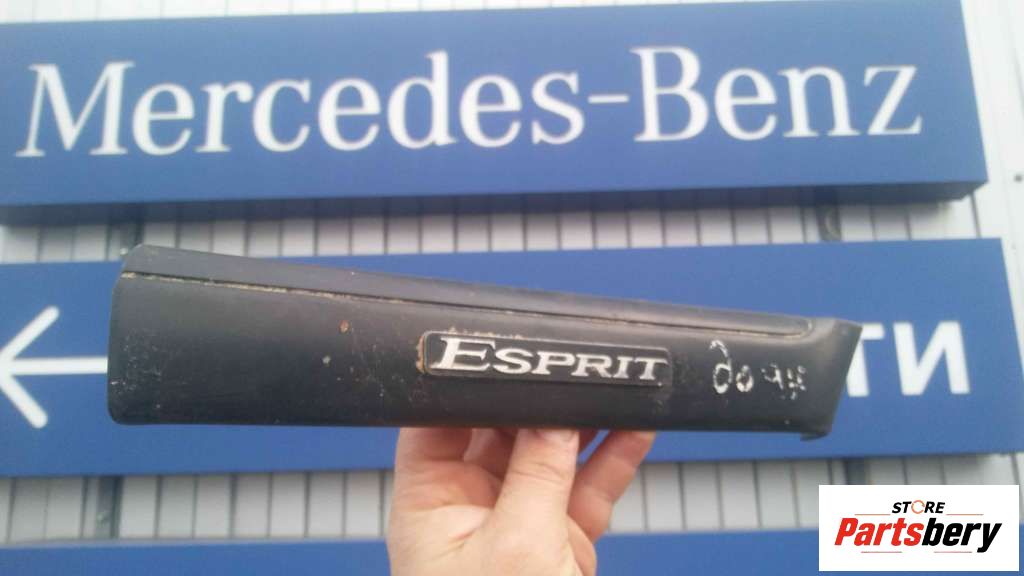 Mercedes-Benz
ТИ
ESPRIT
STORE
Partsbery